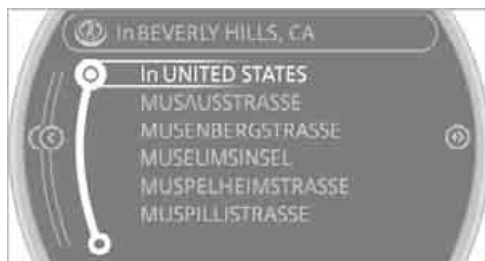 In BEVERLY HILLS, CA
In UNITED STATES
MUSAUSSTRASSE
MUSENBERGSTRASSE
MUSEUMSINSEL
MUSPELHEIMSTRASSE
MUSPILLISTRASSE